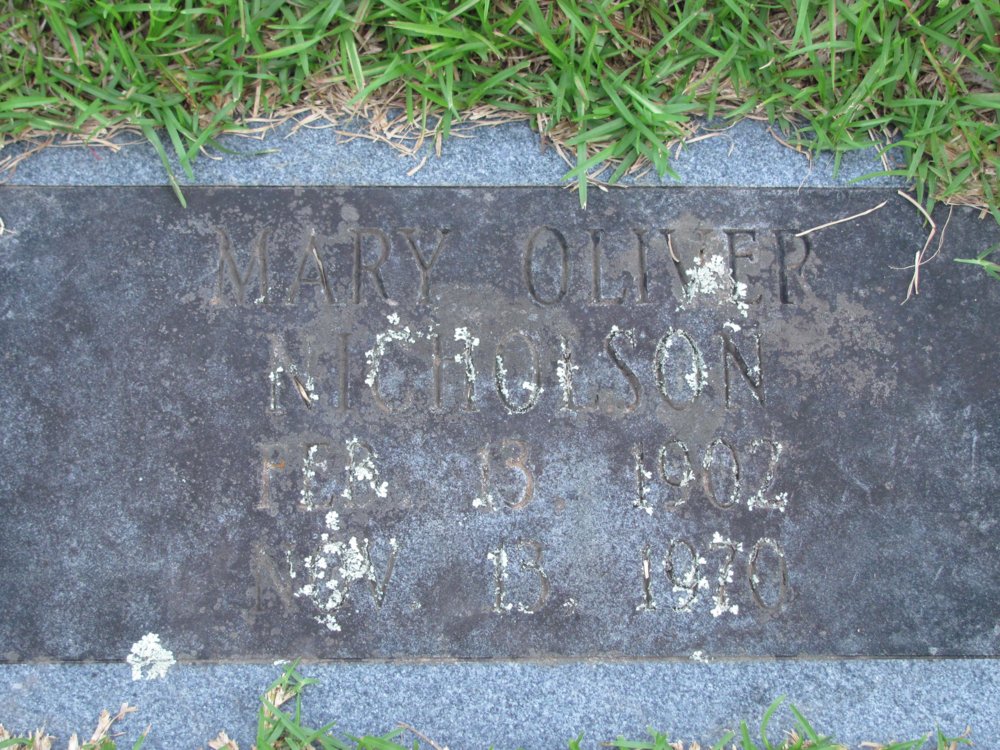 MARY OLIVER
NICHOLSON
FEB. 13. 1902
NOV 13. 1970